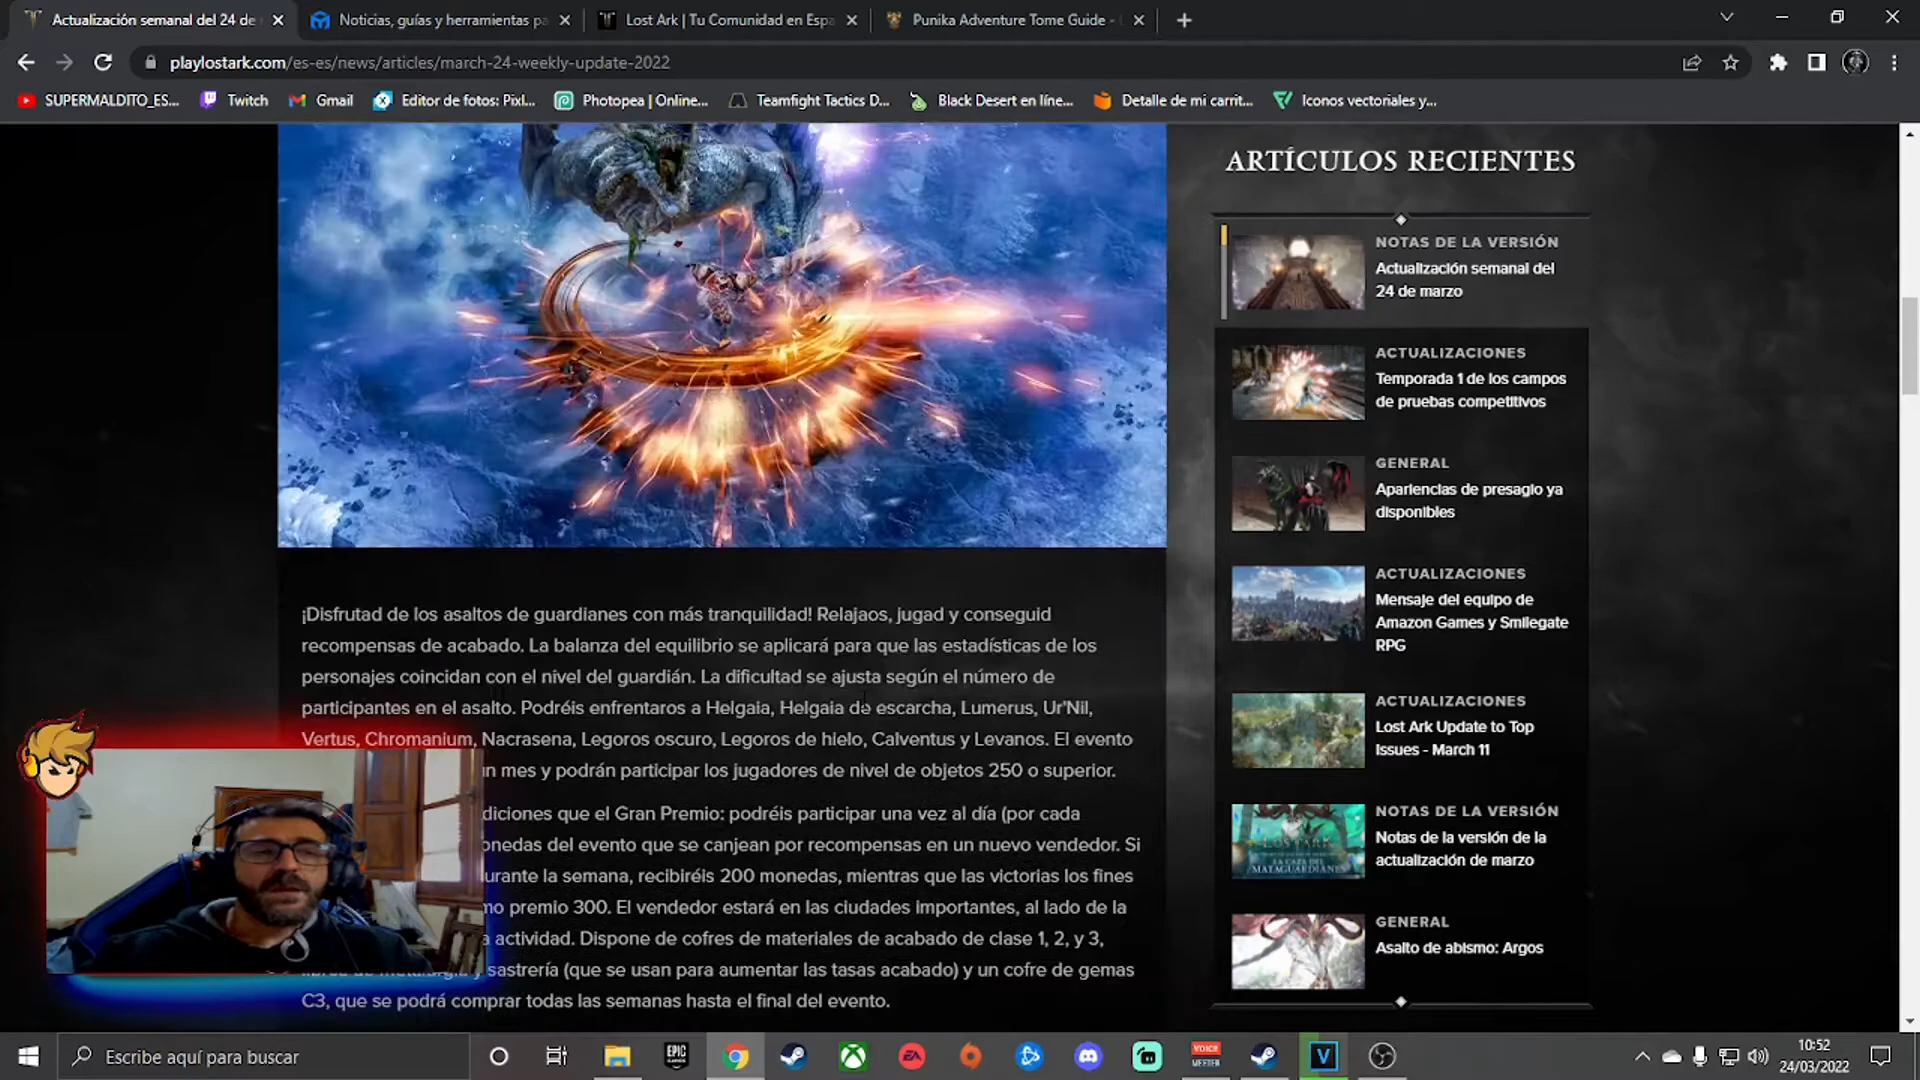 Actualización semanal del 24 de
Noticias, guías y herramientas pa
Lost Ark | Tu Comunidad en Espa
Punika Adventure Tome Guide -
playlostark.com/es-es/news/articles/march-24-weekly-update-2022
SUPERMALDITO_ES...
Twitch
Gmail
Editor de fotos: Pixl...
Photopea | Online...
Teamfight Tactics D...
Black Desert en líne...
Detalle de mi carrit...
Iconos vectoriales y...
¡Disfrutad de los asaltos de guardianes con más tranquilidad! Relajaos, jugad y conseguid
recompensas de acabado. La balanza del equilibrio se aplicará para que las estadísticas de los
personajes coincidan con el nivel del guardián. La dificultad se ajusta según el número de
participantes en el asalto. Podréis enfrentaros a Helgaia, Helgaia de escarcha, Lumerus, Ur'Nil,
Vertus, Chromanium, Nacrasena, Legoros oscuro, Legoros de hielo, Calventus y Levanos. El evento
n mes y podrán participar los jugadores de nivel de objetos 250 o superior.
diciones que el Gran Premio: podréis participar una vez al día (por cada
onedas del evento que se canjean por recompensas en un nuevo vendedor. Si
urante la semana, recibiréis 200 monedas, mientras que las victorias los fines
mo premio 300. El vendedor estará en las ciudades importantes, al lado de la
a actividad. Dispone de cofres de materiales de acabado de clase 1, 2, y 3,
y sastrería (que se usan para aumentar las tasas acabado) y un cofre de gemas
C3, que se podrá comprar todas las semanas hasta el final del evento.
ARTÍCULOS RECIENTES
NOTAS DE LA VERSIÓN
Actualización semanal del
24 de marzo
ACTUALIZACIONES
Temporada 1 de los campos
de pruebas competitivos
GENERAL
Apariencias de presagio ya
disponibles
ACTUALIZACIONES
Mensaje del equipo de
Amazon Games y Smilegate
RPG
ACTUALIZACIONES
Lost Ark Update to Top
Issues - March 11
NOTAS DE LA VERSIÓN
Notas de la versión de la
actualización de marzo
LOST ARK
LA CAZA DEL
MATAGUARDIANES
GENERAL
Asalto de abismo: Argos
Escribe aquí para buscar
EPIC
GAMES
EA
VOICE
MEETER
V
10:52
24/03/2022